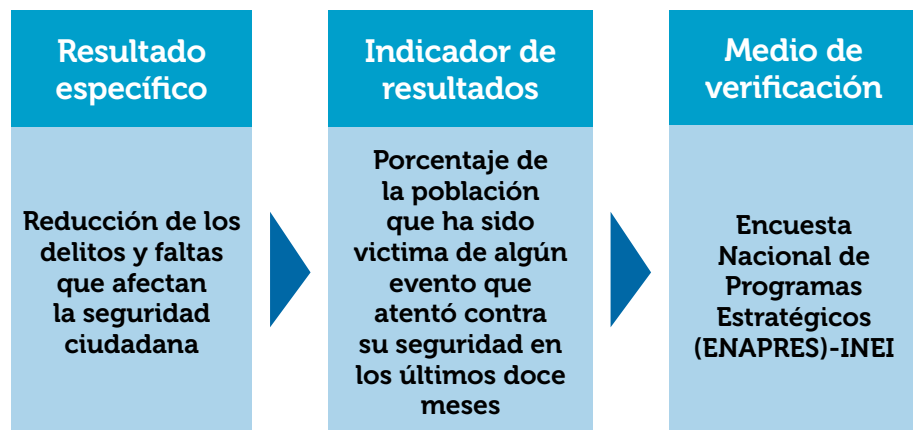 Resultado
específico
Reducción de los
delitos y faltas
que afectan
la seguridad
ciudadana
Indicador de
resultados
Porcentaje de
la población
que ha sido
victima de algún
evento que
atentó contra
su seguridad en
los últimos doce
meses
Medio de
verificación
Encuesta
Nacional de
Programas
Estratégicos
(ENAPRES)-INEI